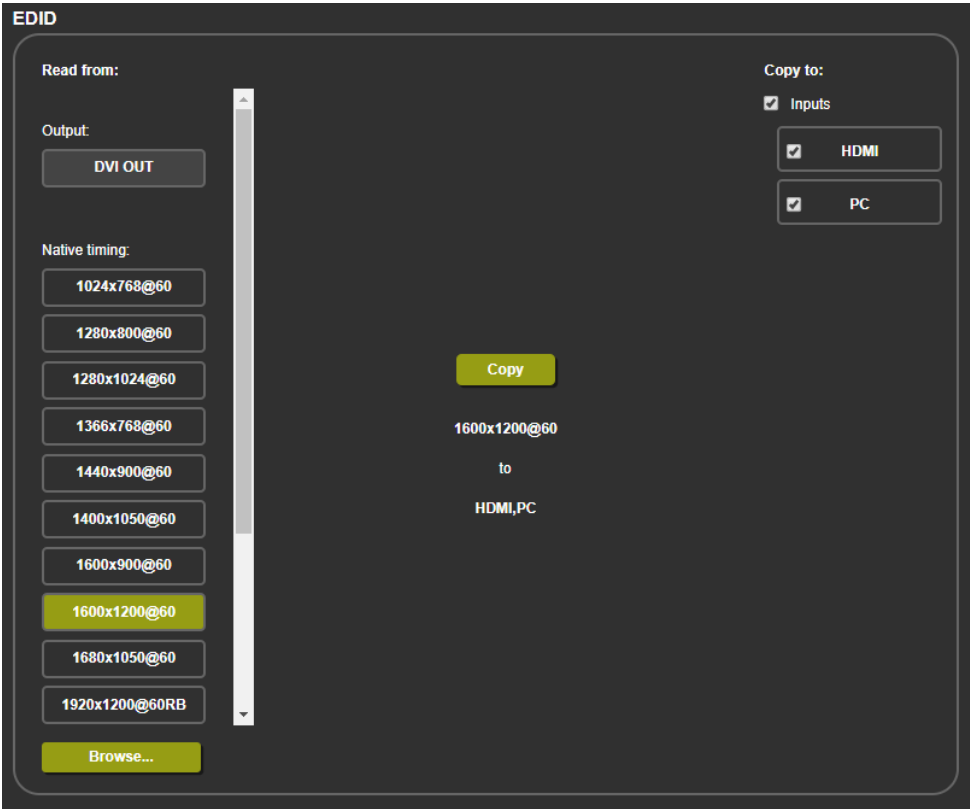 EDID
Read from:
Output:
DVI OUT
Native timing:
1024x768@60
1280x800@60
1280x1024@60
1366x768@60
1440x900@60
1400x1050@60
1600x900@60
1600x1200@60
1680x1050@60
1920x1200@60RB
Browse...
Copy
1600x1200@60
to
HDMI,PC
Copy to:
Inputs
HDMI
PC